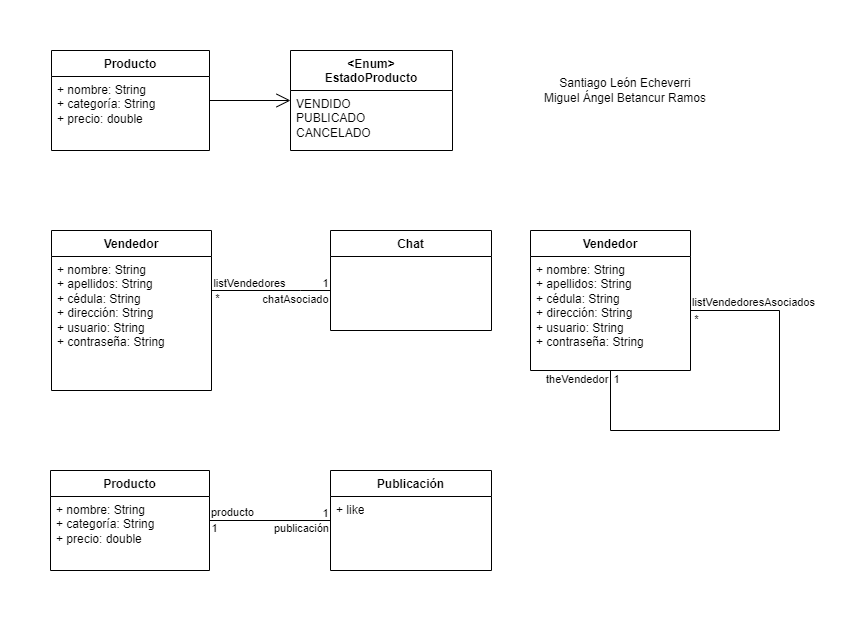 Producto
+ nombre: String
+ categoría: String
+ precio: double
<Enum>
EstadoProducto
VENDIDO
PUBLICADO
CANCELADO
Santiago León Echeverri
Miguel Ángel Betancur Ramos
Vendedor
+ nombre: String
+ apellidos: String
+ cédula: String
+ dirección: String
+ usuario: String
+ contraseña: String
listVendedores 1
* chatAsociado
Chat
Vendedor
+ nombre: String
+ apellidos: String
+ cédula: String
+ dirección: String
+ usuario: String
+ contraseña: String
listVendedoresAsociados
*
theVendedor 1
Producto
+ nombre: String
+ categoría: String
+ precio: double
producto 1
1 publicación
Publicación
+ like